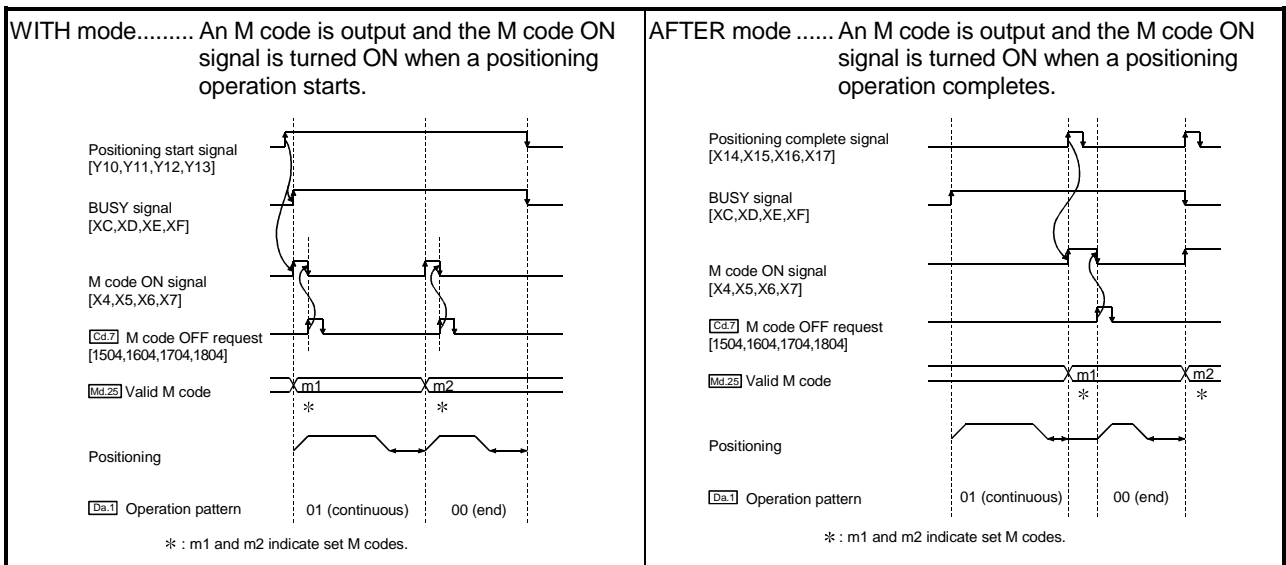 WITH mode......... An M code is output and the M code ON
signal is turned ON when a positioning
operation starts.
Positioning start signal
[Y10,Y11,Y12,Y13]
BUSY signal
[XC,XD,XE,XF]
M code ON signal
[X4,X5,X6,X7]
Cd.7 M code OFF request
[1504,1604,1704,1804]
Md.25 Valid M code
m1
m2
* *
Positioning
Da.1 Operation pattern
01 (continuous)
00 (end)
* : m1 and m2 indicate set M codes.
AFTER mode ...... An M code is output and the M code ON
signal is turned ON when a positioning
operation completes.
Positioning complete signal
[X14,X15,X16,X17]
BUSY signal
[XC,XD,XE,XF]
M code ON signal
[X4,X5,X6,X7]
Cd.7 M code OFF request
[1504,1604,1704,1804]
Md.25 Valid M code
m1
m2
* *
Positioning
Da.1 Operation pattern
01 (continuous)
00 (end)
* : m1 and m2 indicate set M codes.